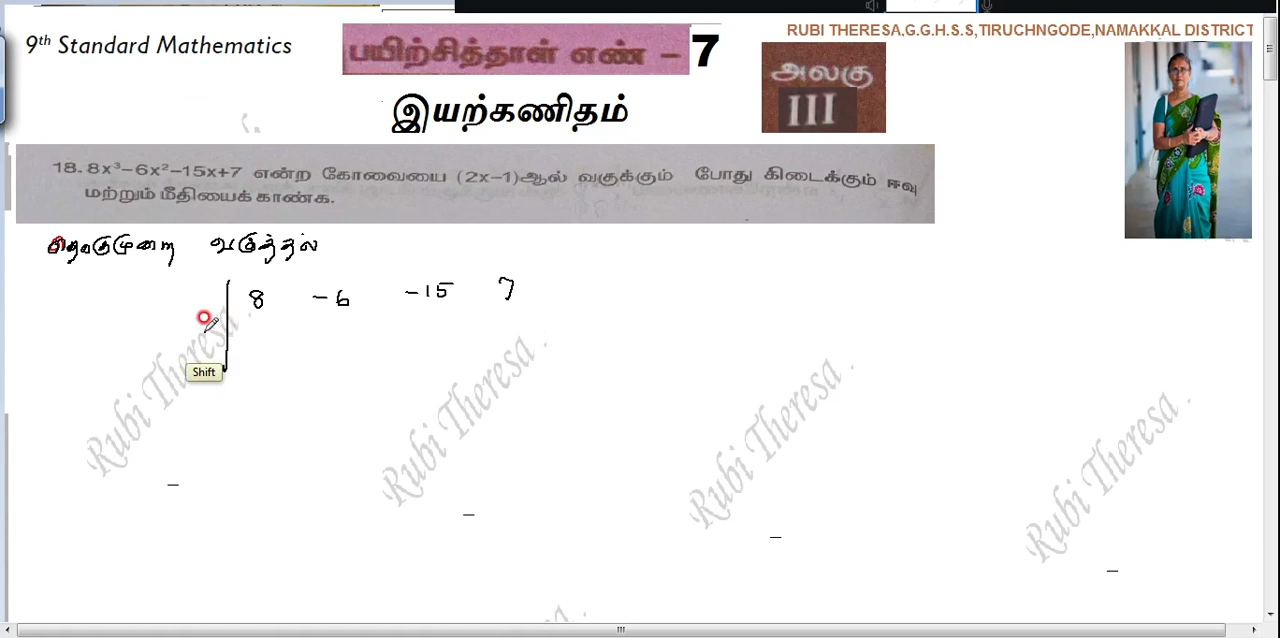 RUBI THERESA,G.G.H.S.S,TIRUCHNGODE,NAMAKKAL DISTRICT
9th Standard Mathematics
பயிற்சித்தாள் எண் – 7
அலகு
III
இயற்கணிதம்
18. 8x³–6x²–15x+7 என்ற கோவையை (2x–1)ஆல் வகுக்கும் போது கிடைக்கும் ஈவு
மற்றும் மீதியைக் காண்க.
தொகுமுறை வகுத்தல்
8 –6 –15 7
Shift
Rubi Theresa .
Rubi Theresa .
Rubi Theresa .
Rubi Theresa .